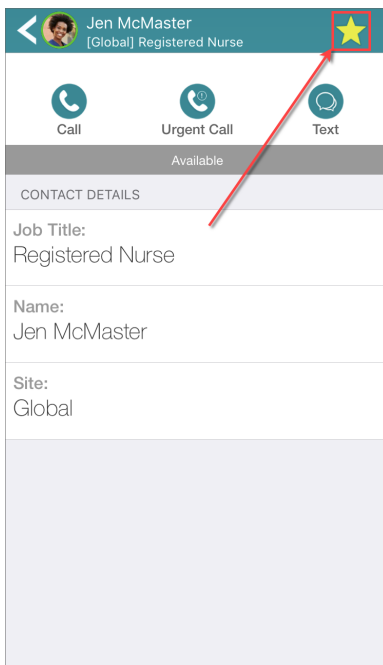 Jen McMaster
[Global] Registered Nurse
Call
Urgent Call
Text
Available
CONTACT DETAILS
Job Title:
Registered Nurse
Name:
Jen McMaster
Site:
Global